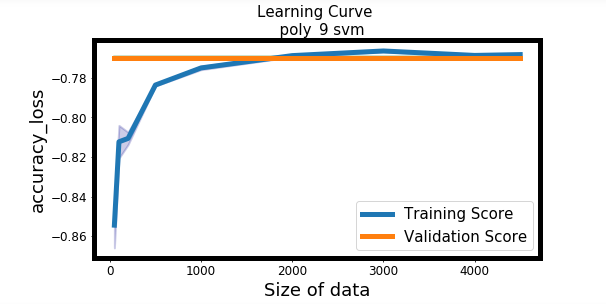 Learning Curve
poly_9 svm
accuracy_loss
−0.78
−0.80
−0.82
−0.84
−0.86
Training Score
Validation Score
0 1000 2000 3000 4000
Size of data